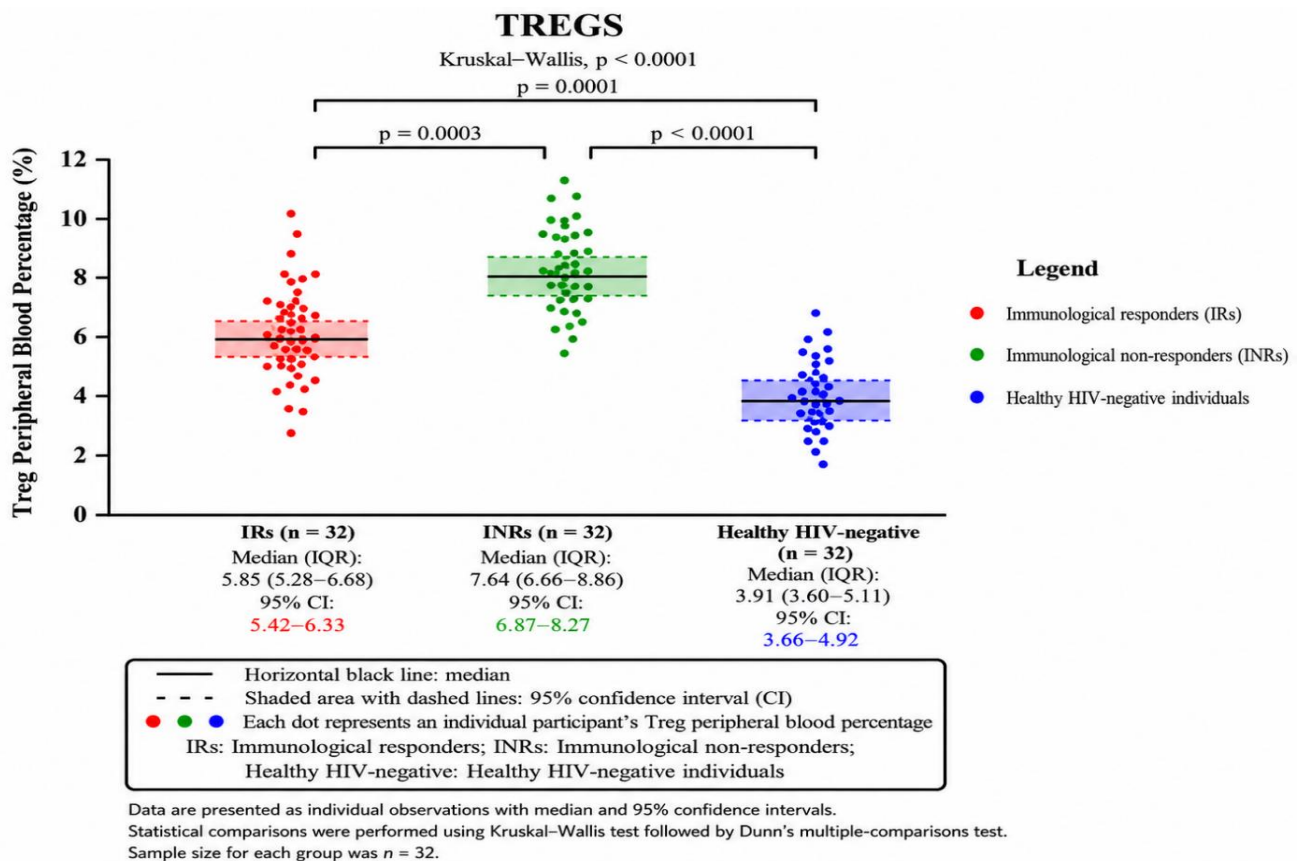 TREGS
Kruskal–Wallis, p < 0.0001
p = 0.0001
p = 0.0003
p < 0.0001
Treg Peripheral Blood Percentage (%)
12
10
8
6
4
2
0
Legend
Immunological responders (IRs)
Immunological non-responders (INRs)
Healthy HIV-negative individuals
IRs (n = 32)
Median (IQR):
5.85 (5.28–6.68)
95% CI:
5.42–6.33
INRs (n = 32)
Median (IQR):
7.64 (6.66–8.86)
95% CI:
6.87–8.27
Healthy HIV-negative
(n = 32)
Median (IQR):
3.91 (3.60–5.11)
95% CI:
3.66–4.92
Horizontal black line: median
Shaded area with dashed lines: 95% confidence interval (CI)
Each dot represents an individual participant's Treg peripheral blood percentage
IRs: Immunological responders; INRs: Immunological non-responders;
Healthy HIV-negative: Healthy HIV-negative individuals
Data are presented as individual observations with median and 95% confidence intervals.
Statistical comparisons were performed using Kruskal–Wallis test followed by Dunn's multiple-comparisons test.
Sample size for each group was n = 32.